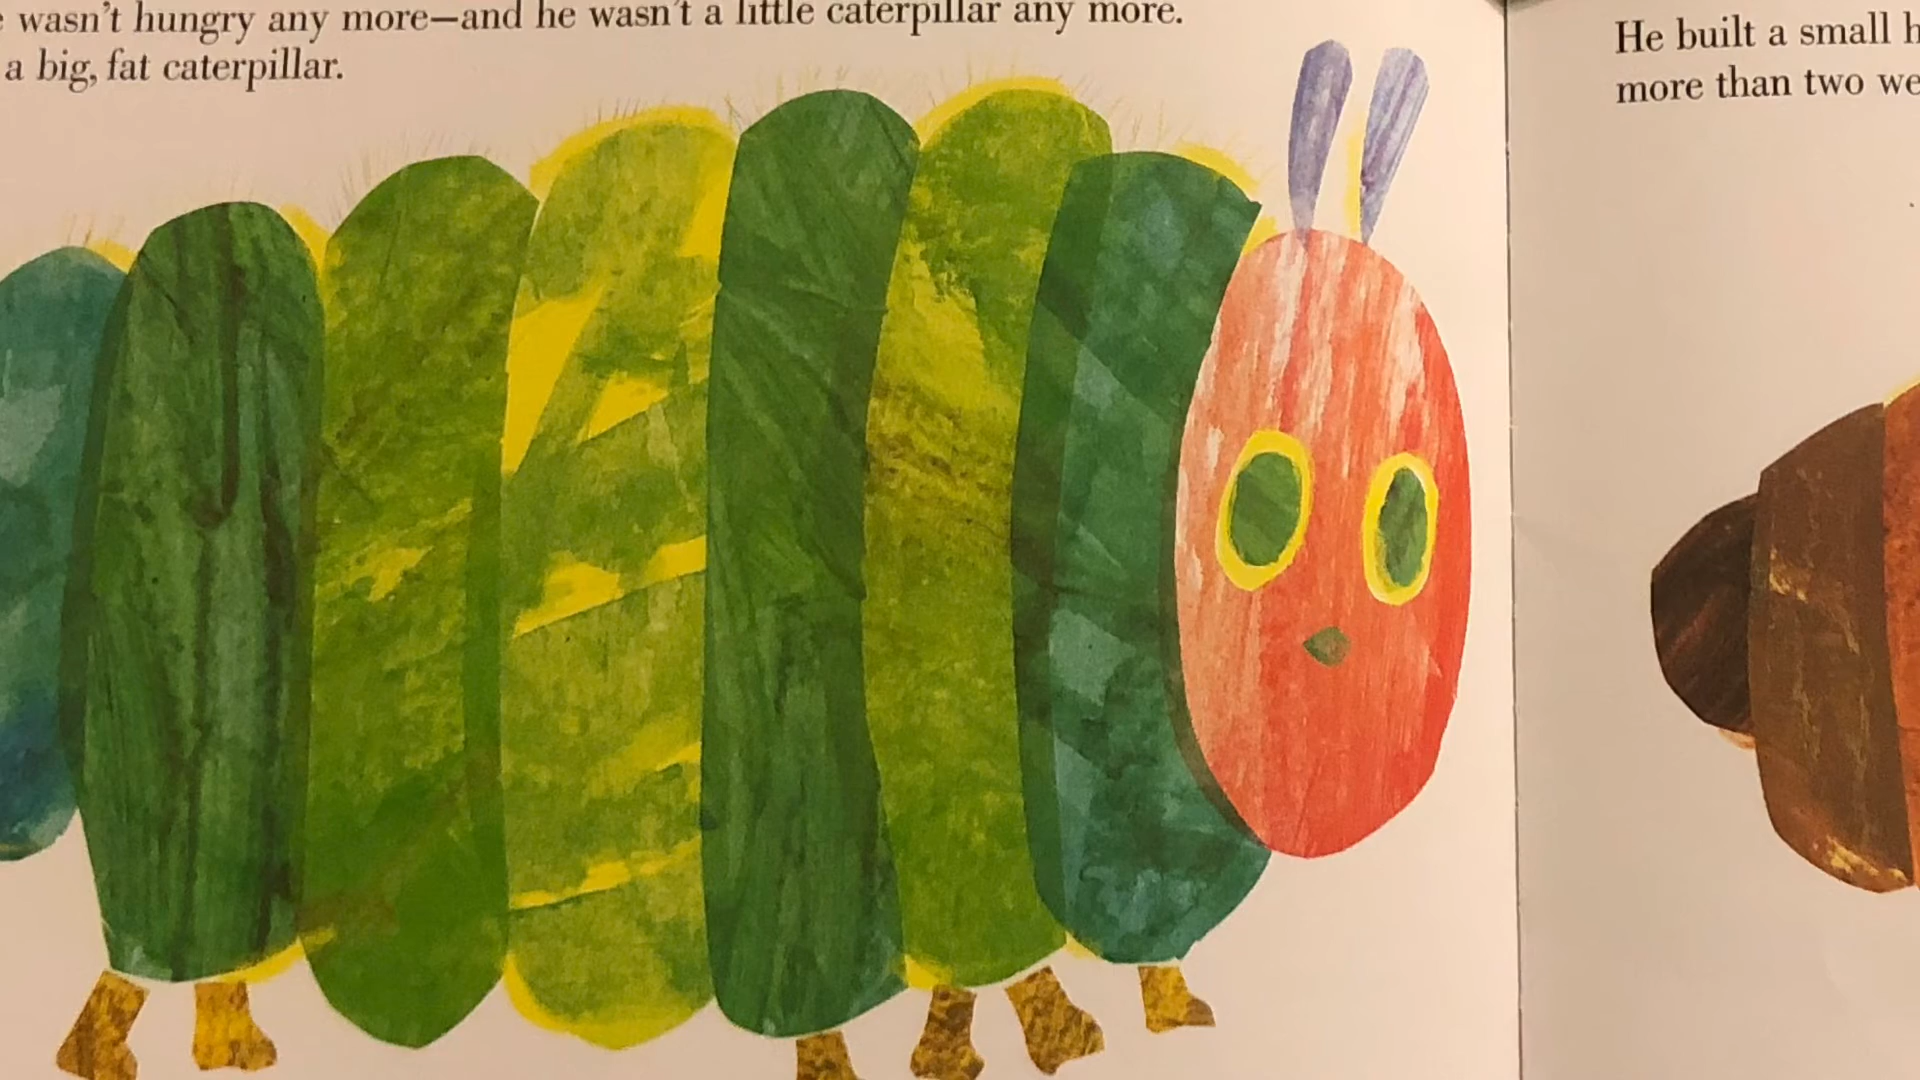 wasn't hungry any more—and he wasn't a little caterpillar any more.
a big, fat caterpillar.
He built a small h
more than two we